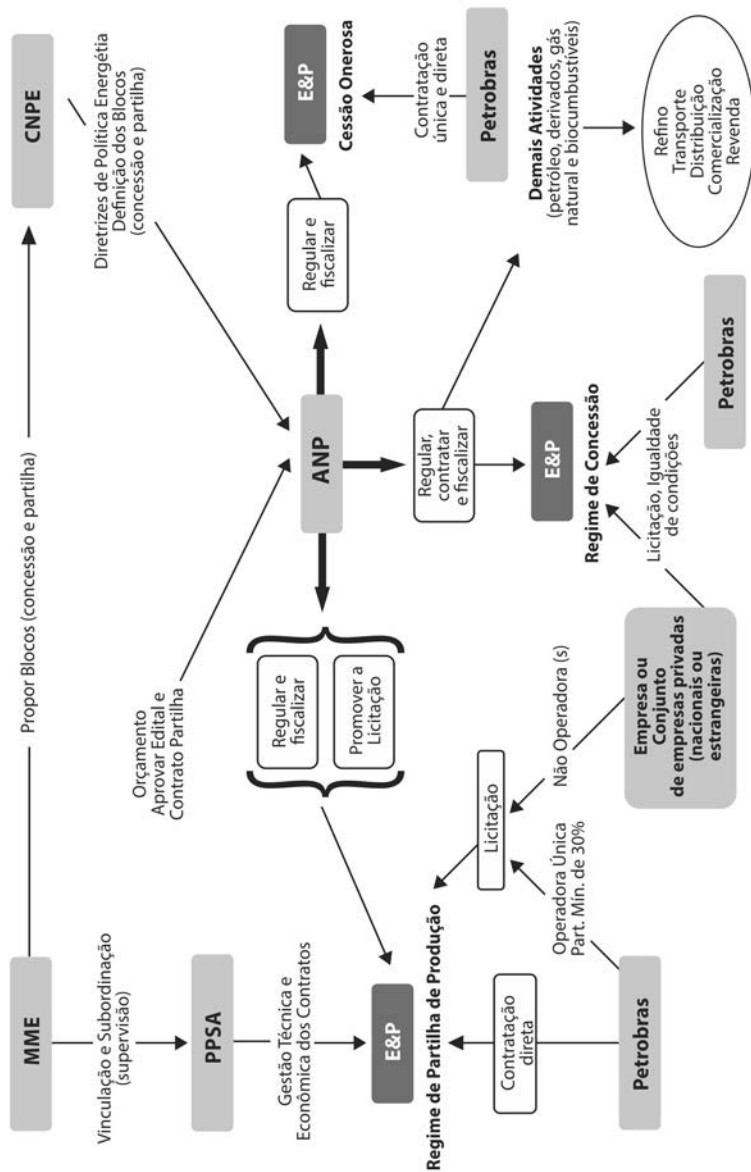 MME
Propor Blocos (concessão e partilha)
CNPE
Vinculação e Subordinação
(supervisão)
Orçamento
Aprovar Edital e
Contrato Partilha
Diretrizes de Política Energétia
Definição dos Blocos
(concessão e partilha)
PPSA
Gestão Técnica e
Econômica dos Contratos
Regular e
fiscalizar
Promover a
Licitação
ANP
Regular e
fiscalizar
E&P
Cessão Onerosa
Contratação
única e direta
Petrobras
Regular,
contratar
e fiscalizar
E&P
Regime de Partilha de Produção
Licitação
E&P
Regime de Concessão
Demais Atividades
(petróleo, derivados, gás
natural e biocumbustíveis)
Contratação
direta
Operadora Única
Part. Mín. de 30%
Não Operadora (s)
Licitação, Igualdade
de condições
Petrobras
Empresa ou
Conjunto
de empresas privadas
(nacionais ou
estrangeiras)
Petrobras
Refino
Transporte
Distribuição
Comercialização
Revenda